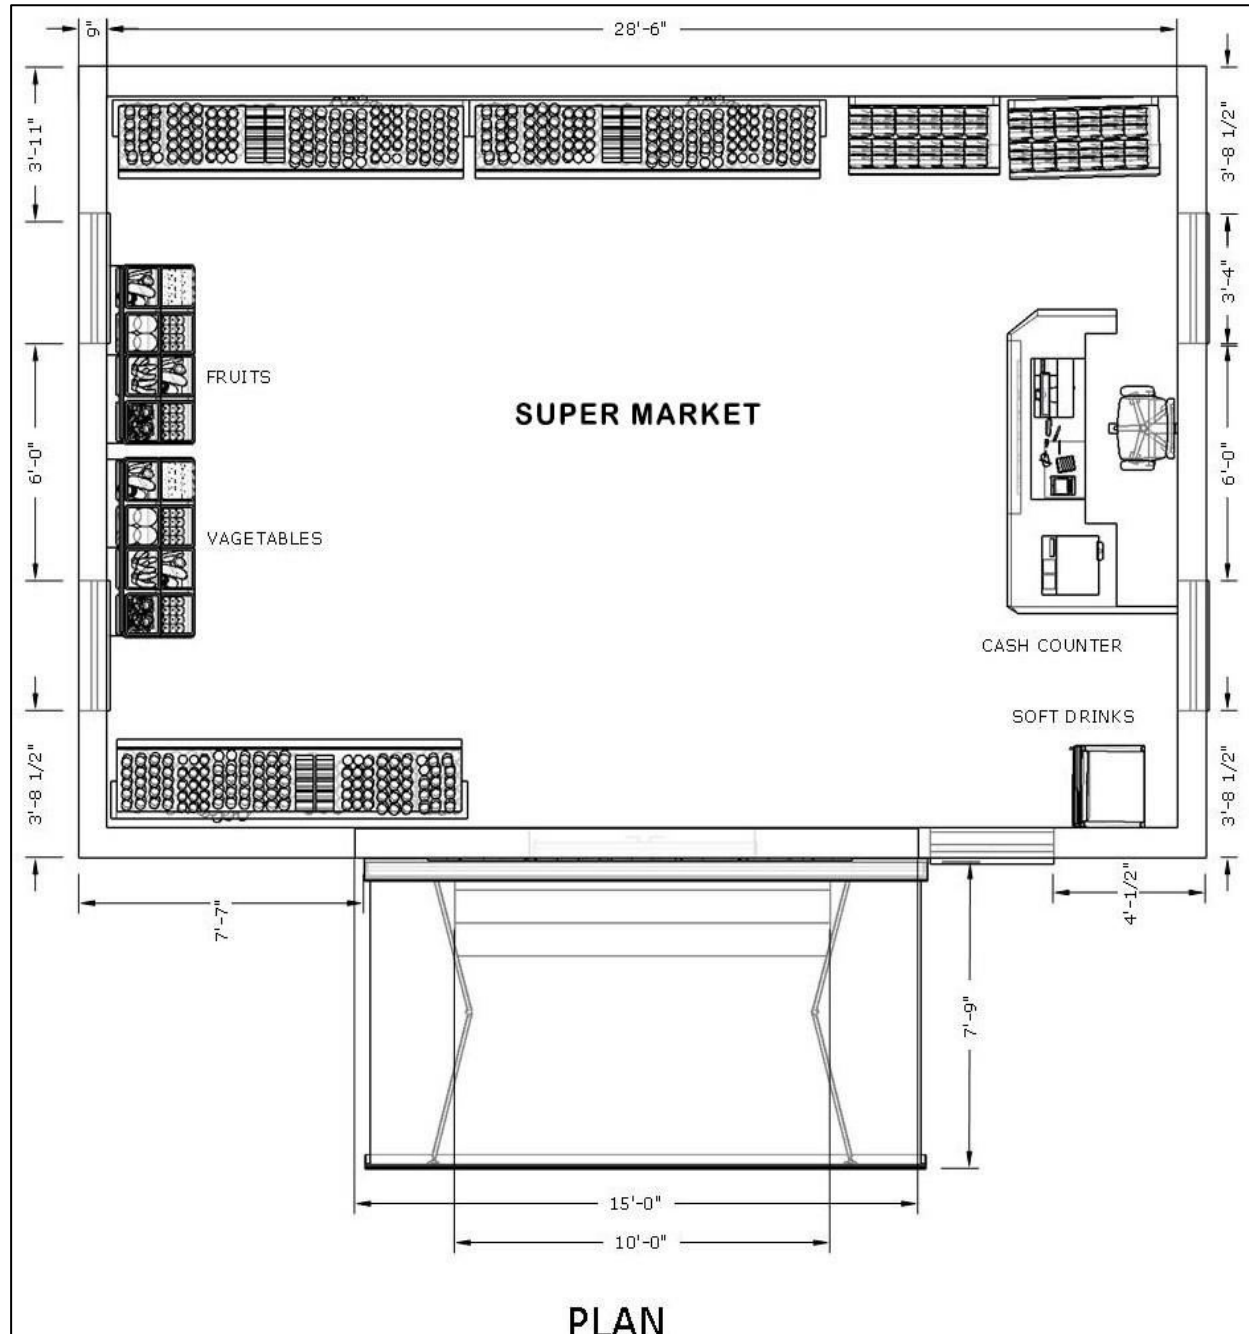 9"
28'-6"
3'-11"
3'-8 1/2"
3'-4"
FRUITS
SUPER MARKET
6'-0"
6'-0"
VAGETABLES
CASH COUNTER
SOFT DRINKS
3'-8 1/2"
3'-8 1/2"
7'-7"
4'-1/2"
7'-9"
15'-0"
10'-0"
PLAN